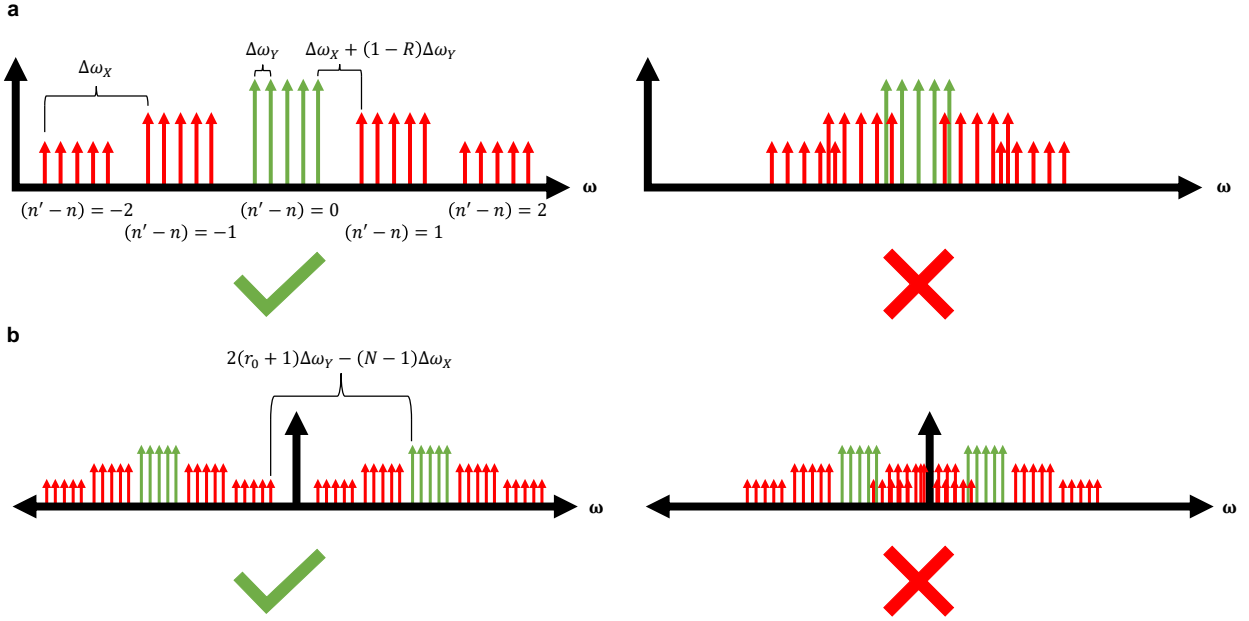 a
Δω_Y Δω_X + (1 − R)Δω_Y
Δω_X
ω ω
(n′ − n) = −2 (n′ − n) = 0 (n′ − n) = 2
(n′ − n) = −1 (n′ − n) = 1
b
2(r_0 + 1)Δω_Y − (N − 1)Δω_X
ω ω